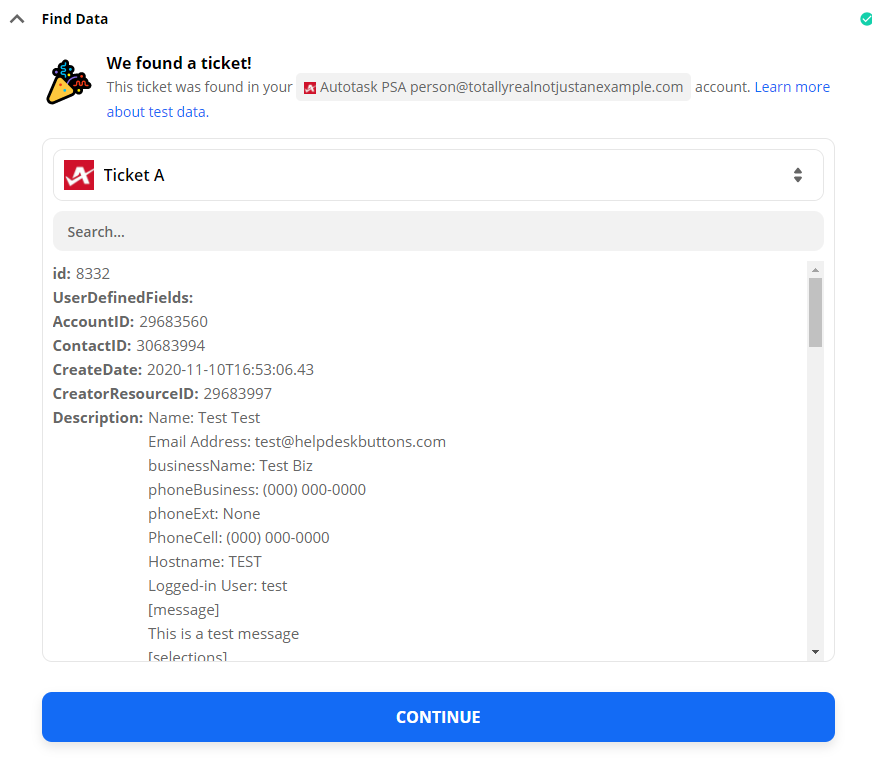 Find Data
We found a ticket!
This ticket was found in your Autotask PSA person@totallyrealnotjustanexample.com account. Learn more
about test data.
Ticket A
Search...
id: 8332
UserDefinedFields:
AccountID: 29683560
ContactID: 30683994
CreateDate: 2020-11-10T16:53:06.43
CreatorResourceID: 29683997
Description: Name: Test Test
Email Address: test@helpdeskbuttons.com
businessName: Test Biz
phoneBusiness: (000) 000-0000
phoneExt: None
PhoneCell: (000) 000-0000
Hostname: TEST
Logged-in User: test
[message]
This is a test message
[selections]
CONTINUE